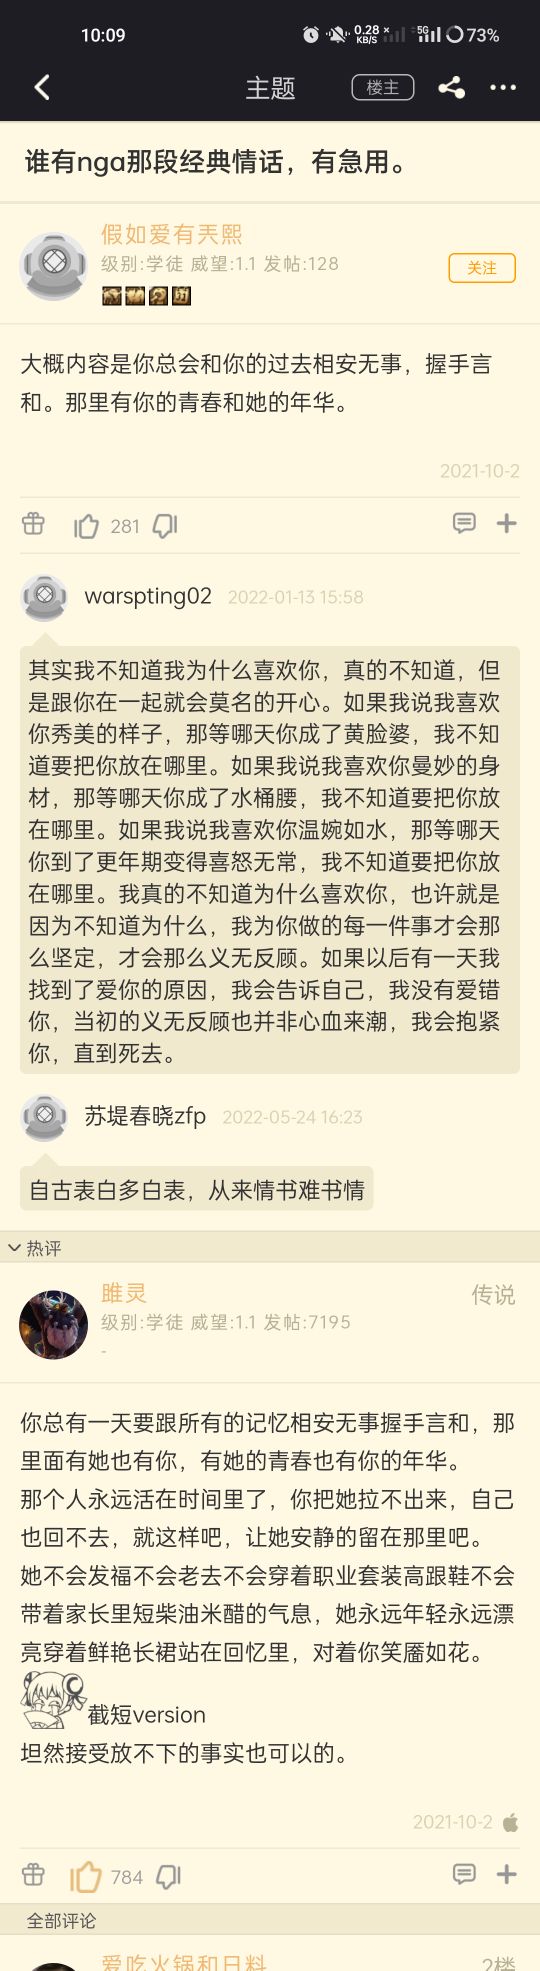 10:09
0.28 KB/S 5G 73%
主题 楼主
谁有nga那段经典情话，有急用。
假如爱有兲熙
级别:学徒 威望:1.1 发帖:128
关注
大概内容是你总会和你的过去相安无事，握手言
和。那里有你的青春和她的年华。
2021-10-2
281
warspting02 2022-01-13 15:58
其实我不知道我为什么喜欢你，真的不知道，但
是跟你在一起就会莫名的开心。如果我说我喜欢
你秀美的样子，那等哪天你成了黄脸婆，我不知
道要把你放在哪里。如果我说我喜欢你曼妙的身
材，那等哪天你成了水桶腰，我不知道要把你放
在哪里。如果我说我喜欢你温婉如水，那等哪天
你到了更年期变得喜怒无常，我不知道要把你放
在哪里。我真的不知道为什么喜欢你，也许就是
因为不知道为什么，我为你做的每一件事才会那
么坚定，才会那么义无反顾。如果以后有一天我
找到了爱你的原因，我会告诉自己，我没有爱错
你，当初的义无反顾也并非心血来潮，我会抱紧
你，直到死去。
苏堤春晓zfp 2022-05-24 16:23
自古表白多白表，从来情书难书情
热评
雎灵 传说
级别:学徒 威望:1.1 发帖:7195
-
你总有一天要跟所有的记忆相安无事握手言和，那
里面有她也有你，有她的青春也有你的年华。
那个人永远活在时间里了，你把她拉不出来，自己
也回不去，就这样吧，让她安静的留在那里吧。
她不会发福不会老去不会穿着职业套装高跟鞋不会
带着家长里短柴油米醋的气息，她永远年轻永远漂
亮穿着鲜艳长裙站在回忆里，对着你笑靥如花。
截短version
坦然接受放不下的事实也可以的。
2021-10-2
784
全部评论
爱吃火锅和日料 2楼